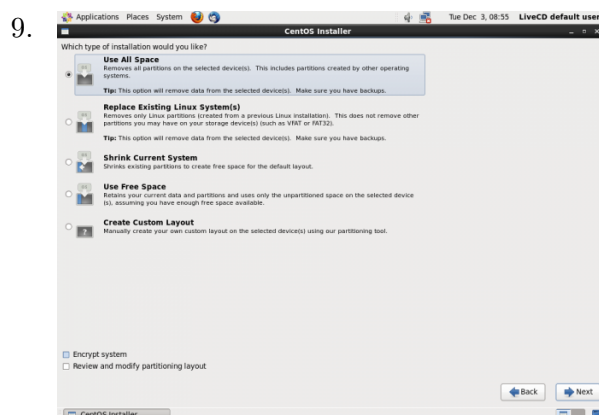 9.
Applications Places System Tue Dec 3, 08:55 LiveCD default user
CentOS Installer
Which type of installation would you like?
Use All Space
Removes all partitions on the selected device(s). This includes partitions created by other operating
systems.
Tip: This option will remove data from the selected device(s). Make sure you have backups.
Replace Existing Linux System(s)
Removes only Linux partitions (created from a previous Linux installation). This does not remove other
partitions you may have on your storage device(s) (such as VFAT or FAT32).
Tip: This option will remove data from the selected device(s). Make sure you have backups.
Shrink Current System
Shrinks existing partitions to create free space for the default layout.
Use Free Space
Retains your current data and partitions and uses only the unpartitioned space on the selected device
(s), assuming you have enough free space available.
Create Custom Layout
Manually create your own custom layout on the selected device(s) using our partitioning tool.
Encrypt system
Review and modify partitioning layout
Back Next
CentOS Installer